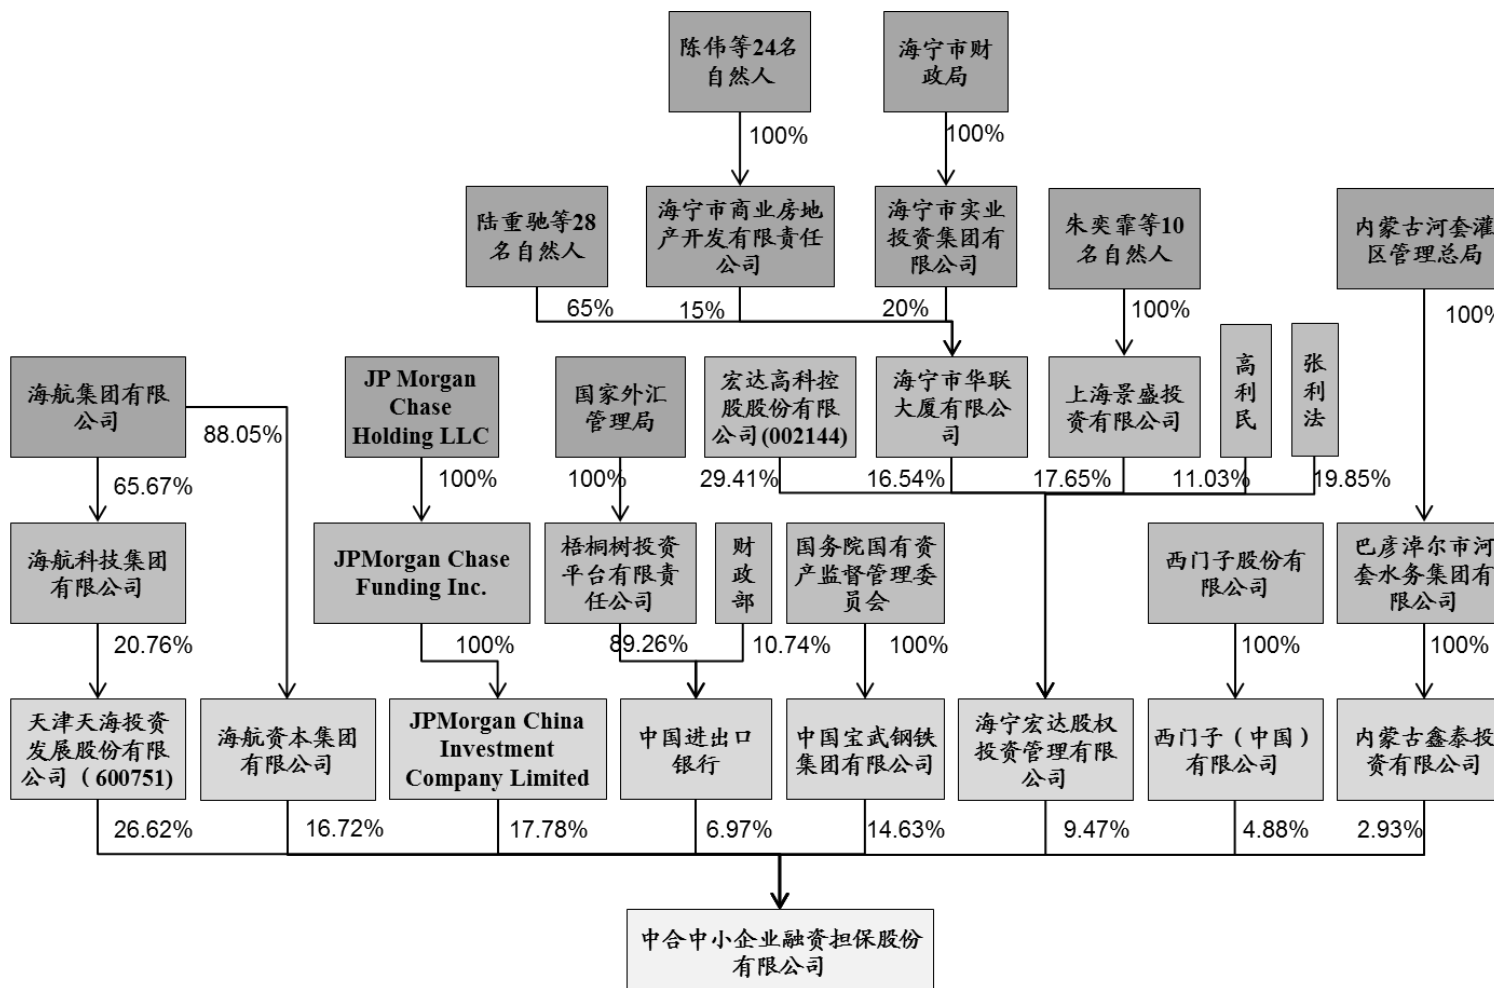 陈伟等24名
自然人
海宁市财
政局
100%
100%
陆重驰等28
名自然人
海宁市商业房地
产开发有限责任
公司
海宁市实业
投资集团有
限公司
朱奕霏等10
名自然人
内蒙古河套灌
区管理总局
65%
15%
20%
100%
100%
海航集团有限
公司
88.05%
JP Morgan
Chase
Holding LLC
国家外汇
管理局
宏达高科控
股股份有限
公司(002144)
海宁市华联
大厦有限公
司
上海景盛投
资有限公司
高利民
张利法
65.67%
100%
100%
29.41%
16.54%
17.65%
11.03%
19.85%
海航科技集团
有限公司
JPMorgan Chase
Funding Inc.
梧桐树投资
平台有限责
任公司
财政部
国务院国有资
产监督管理委
员会
西门子股份有
限公司
巴彦淖尔市河
套水务集团有
限公司
20.76%
100%
89.26%
10.74%
100%
100%
100%
天津天海投资
发展股份有限
公司（600751)
海航资本集团
有限公司
JPMorgan China
Investment
Company Limited
中国进出口
银行
中国宝武钢铁
集团有限公司
海宁宏达股权
投资管理有限
公司
西门子（中国）
有限公司
内蒙古鑫泰投
资有限公司
26.62%
16.72%
17.78%
6.97%
14.63%
9.47%
4.88%
2.93%
中合中小企业融资担保股份
有限公司